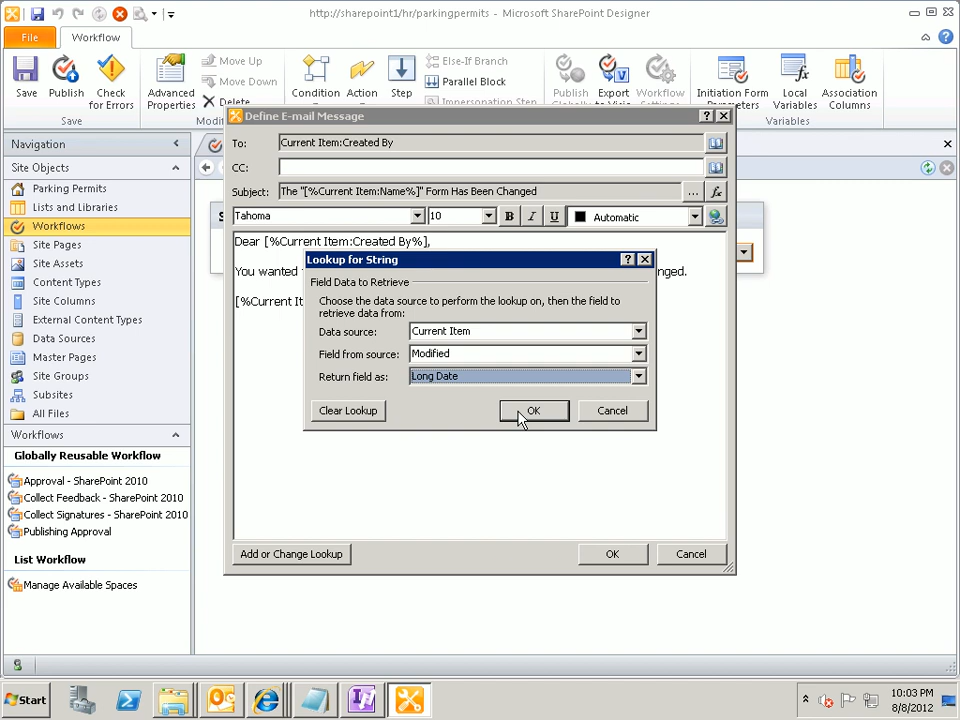 http://sharepoint1/hr/parkingpermits - Microsoft SharePoint Designer
File
Workflow
Save
Publish
Check for Errors
Advanced Properties
Move Up
Move Down
Delete
Condition
Action
Step
Else-If Branch
Parallel Block
Impersonation Step
Publish
Export
Workflow
Initiation Form Parameters
Local Variables
Association Columns
Save
Variables
Navigation
Site Objects
Parking Permits
Lists and Libraries
Workflows
Site Pages
Site Assets
Content Types
Site Columns
External Content Types
Data Sources
Master Pages
Site Groups
Subsites
All Files
Workflows
Globally Reusable Workflow
Approval - SharePoint 2010
Collect Feedback - SharePoint 2010
Collect Signatures - SharePoint 2010
Publishing Approval
List Workflow
Manage Available Spaces
Define E-mail Message
To: Current Item:Created By
CC:
Subject: The "[%Current Item:Name%]" Form Has Been Changed
Tahoma 10 B I U Automatic
Dear [%Current Item:Created By%],
You wanted
[%Current It
Lookup for String
Field Data to Retrieve
Choose the data source to perform the lookup on, then the field to
retrieve data from:
Data source: Current Item
Field from source: Modified
Return field as: Long Date
Clear Lookup OK Cancel
Add or Change Lookup OK Cancel
Start
10:03 PM
8/8/2012